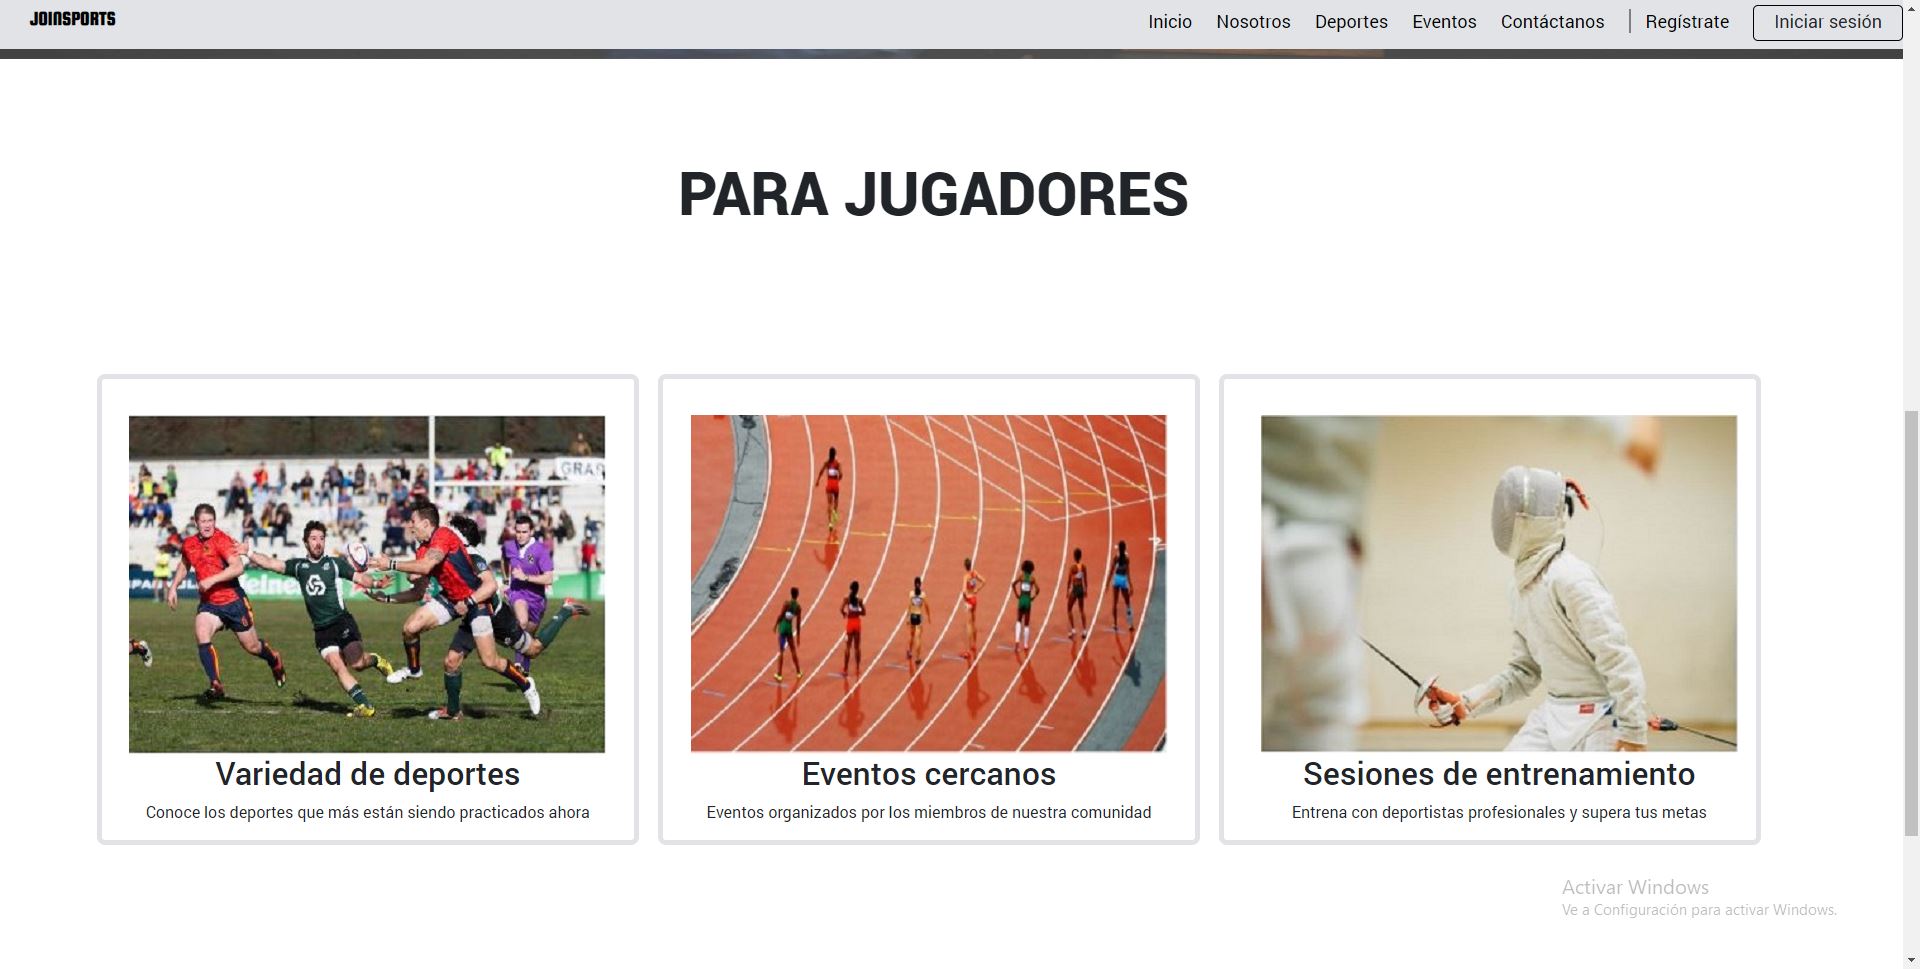 JOINSPORTS
Inicio Nosotros Deportes Eventos Contáctanos Regístrate Iniciar sesión
PARA JUGADORES
GRAS
Variedad de deportes
Conoce los deportes que más están siendo practicados ahora
Eventos cercanos
Eventos organizados por los miembros de nuestra comunidad
Sesiones de entrenamiento
Entrena con deportistas profesionales y supera tus metas
Activar Windows
Ve a Configuración para activar Windows.